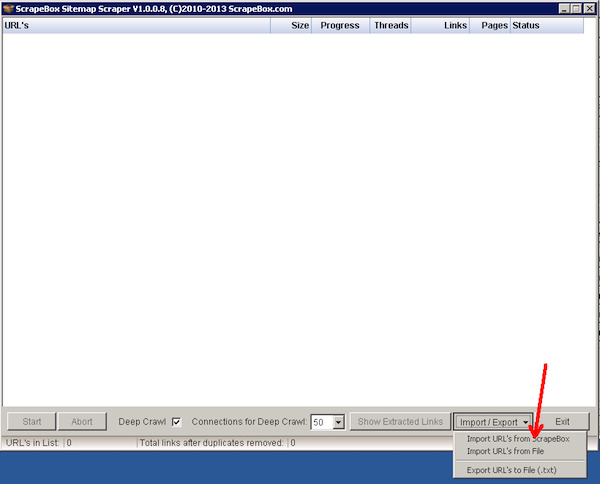 ScrapeBox Sitemap Scraper V1.0.0.8, (C)2010-2013 ScrapeBox.com
URL's Size Progress Threads Links Pages Status
Start Abort Deep Crawl Connections for Deep Crawl: 50 Show Extracted Links Import / Export Exit
URL's in List: 0 Total links after duplicates removed: 0
Import URL's from ScrapeBox
Import URL's from File
Export URL's to File (.txt)